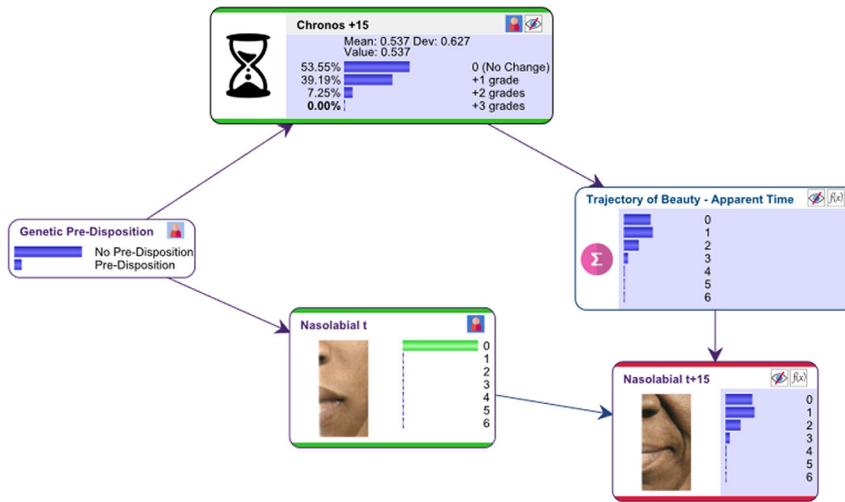 Chronos +15
Mean: 0.537 Dev: 0.627
Value: 0.537
53.55% 0 (No Change)
39.19% +1 grade
7.25% +2 grades
0.00% +3 grades
Trajectory of Beauty - Apparent Time
f(x)
Σ
0
1
2
3
4
5
6
Genetic Pre-Disposition
No Pre-Disposition
Pre-Disposition
Nasolabial t
0
1
2
3
4
5
6
Nasolabial t+15
f(x)
0
1
2
3
4
5
6